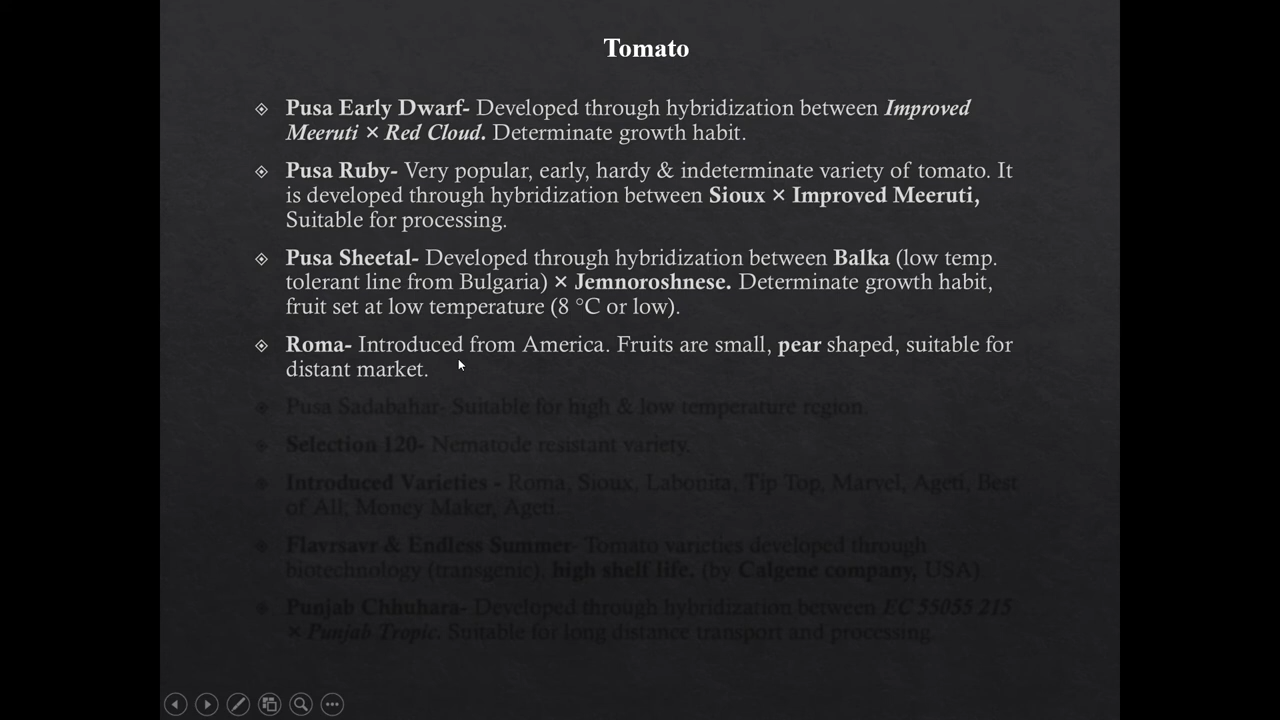 Tomato
Pusa Early Dwarf- Developed through hybridization between Improved
Meeruti × Red Cloud. Determinate growth habit.
Pusa Ruby- Very popular, early, hardy & indeterminate variety of tomato. It
is developed through hybridization between Sioux × Improved Meeruti,
Suitable for processing.
Pusa Sheetal- Developed through hybridization between Balka (low temp.
tolerant line from Bulgaria) × Jemnoroshnese. Determinate growth habit,
fruit set at low temperature (8 °C or low).
Roma- Introduced from America. Fruits are small, pear shaped, suitable for
distant market.
Pusa Sadabahar- Suitable for high & low temperature region.
Selection 120- Nematode resistant variety.
Introduced Varieties - Roma, Sioux, Labonita, Tip Top, Marvel, Ageti, Best
of All, Money Maker, Ageti.
Flavrsavr & Endless Summer- Tomato varieties developed through
biotechnology (transgenic), high shelf life. (by Calgene company, USA)
Punjab Chhuhara- Developed through hybridization between EC 55055 215
× Punjab Tropic. Suitable for long distance transport and processing.